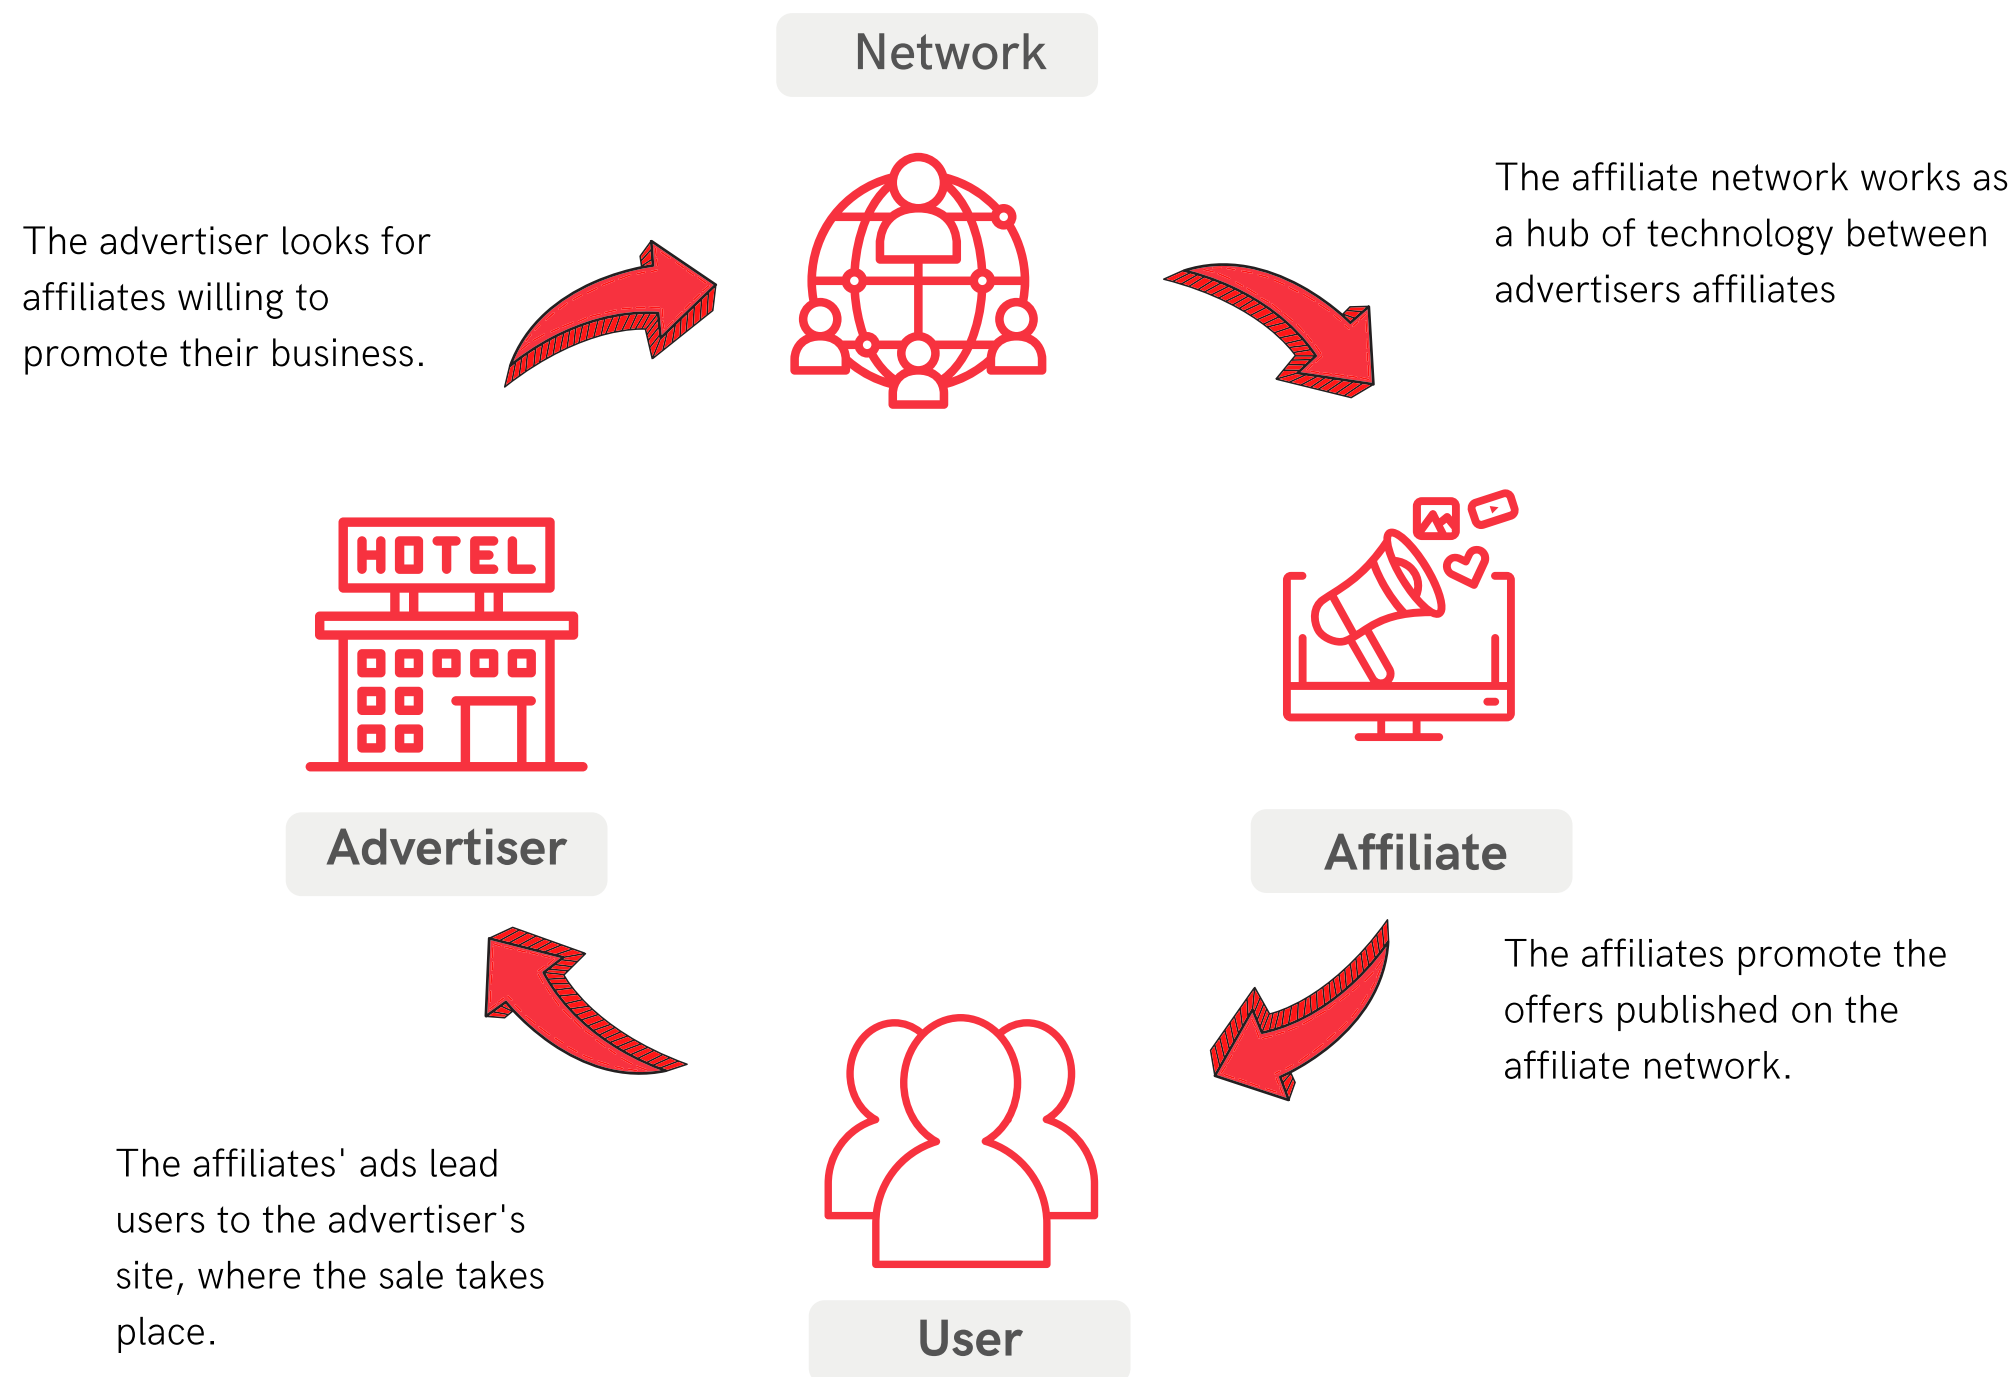 Network
The advertiser looks for
affiliates willing to
promote their business.
The affiliate network works as
a hub of technology between
advertisers affiliates
HOTEL
Advertiser
Affiliate
The affiliates promote the
offers published on the
affiliate network.
The affiliates' ads lead
users to the advertiser's
site, where the sale takes
place.
User